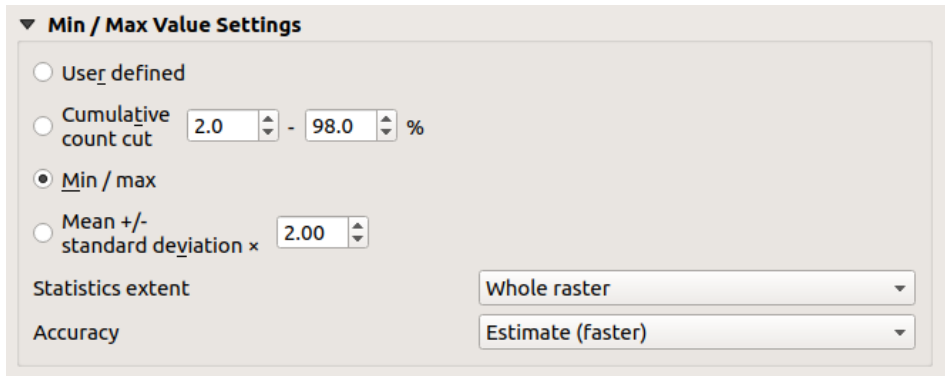 Min / Max Value Settings
User defined
Cumulative
count cut 2.0 - 98.0 %
Min / max
Mean +/-
standard deviation × 2.00
Statistics extent Whole raster
Accuracy Estimate (faster)